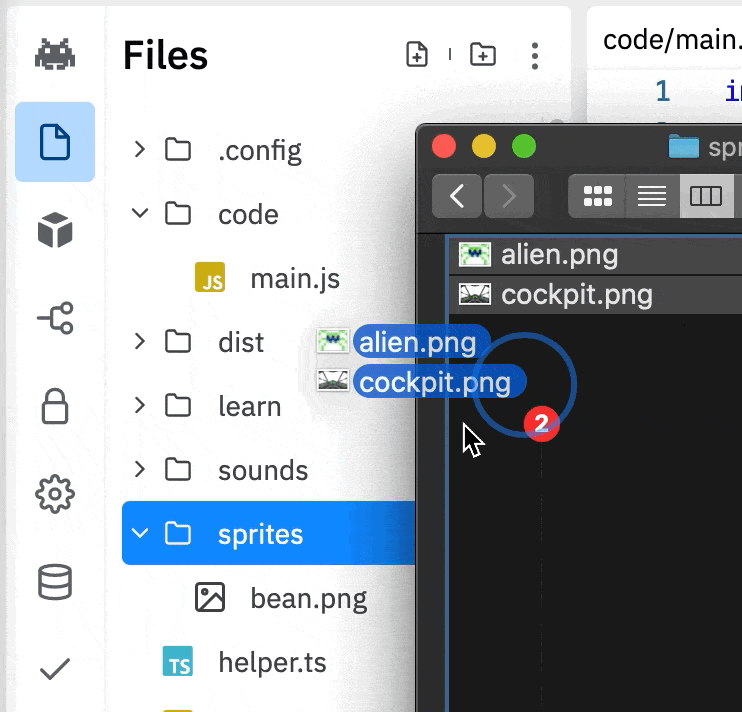 Files
code/main.
1
.config
spr
code
alien.png
main.js
JS
cockpit.png
dist
alien.png
cockpit.png
learn
2
sounds
sprites
bean.png
TS
helper.ts